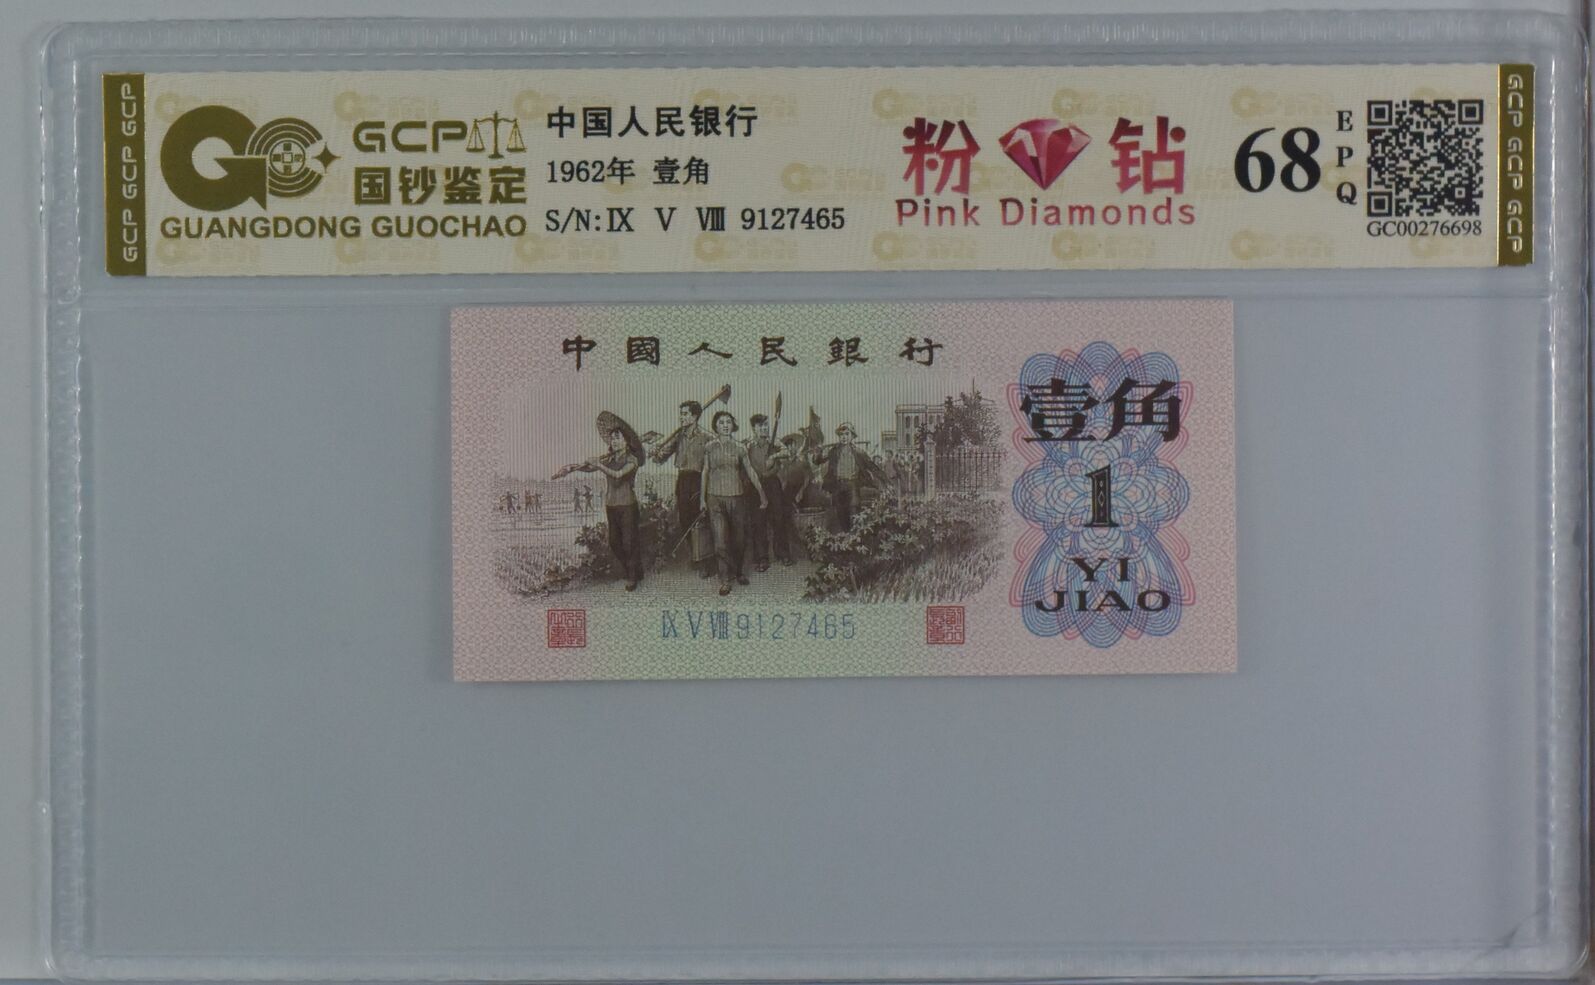 GCP GCP GCP
GCP
国钞鉴定
GUANGDONG GUOCHAO
中国人民银行
1962年 壹角
S/N:Ⅸ Ⅴ Ⅷ 9127465
粉钻
Pink Diamonds
68
EPQ
GC00276698
GCP GCP GCP
中國人民銀行
壹角
1
YI
JIAO
Ⅸ Ⅴ Ⅷ 9127465